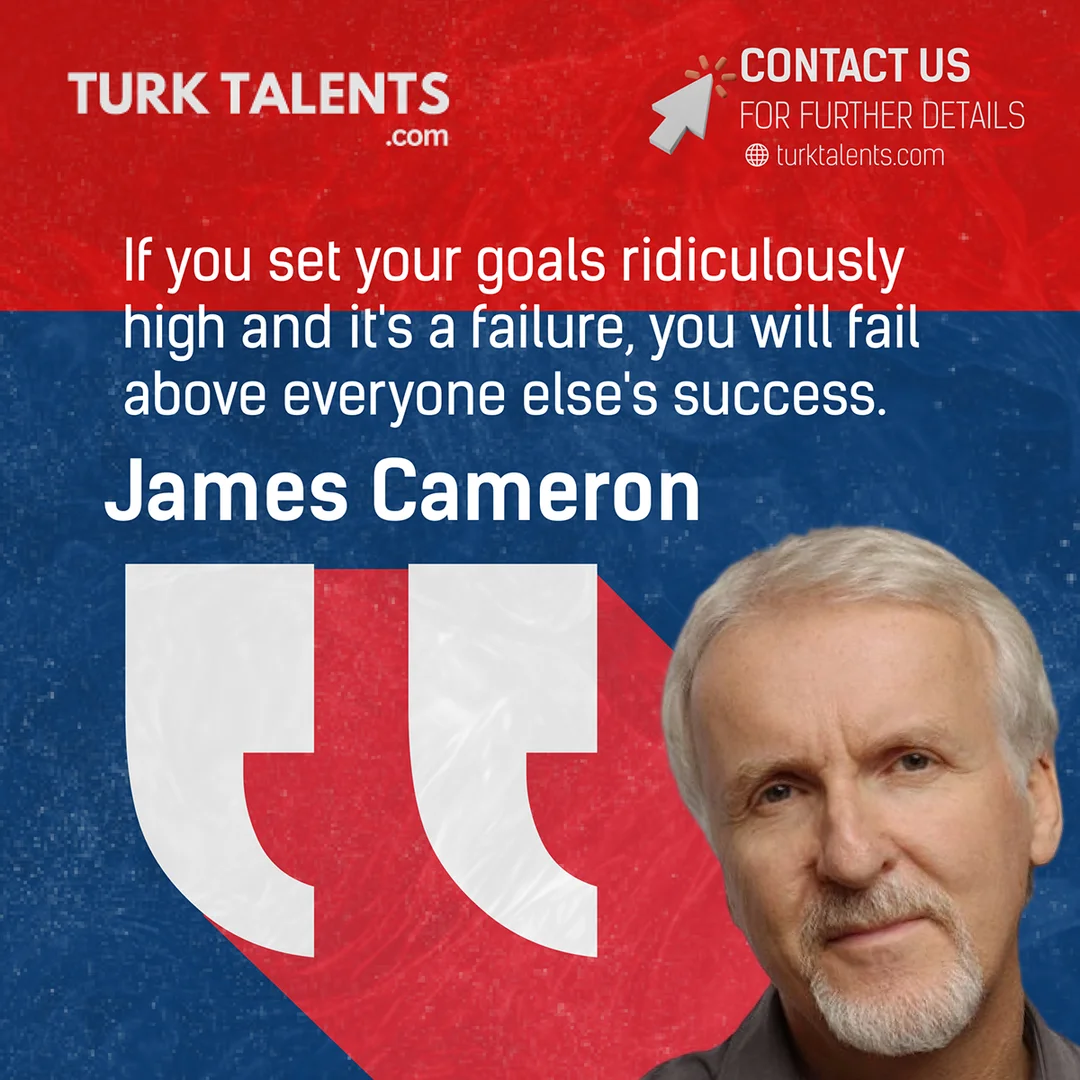 TURK TALENTS
.com
CONTACT US
FOR FURTHER DETAILS
turktalents.com
If you set your goals ridiculously
high and it's a failure, you will fail
above everyone else's success.
James Cameron